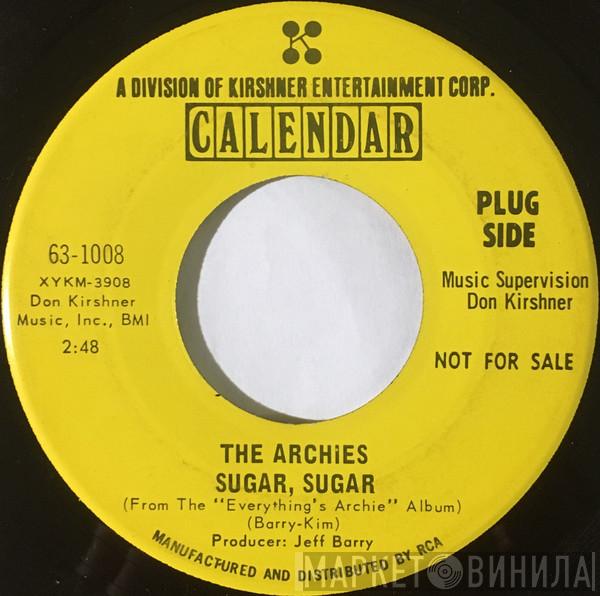 A DIVISION OF KIRSHNER ENTERTAINMENT CORP.
CALENDAR
PLUG
SIDE
63-1008
XYKM-3908
Don Kirshner
Music, Inc., BMI
2:48
Music Supervision
Don Kirshner
NOT FOR SALE
THE ARCHiES
SUGAR, SUGAR
(From The "Everything's Archie" Album)
(Barry-Kim)
Producer: Jeff Barry
MANUFACTURED AND DISTRIBUTED BY RCA
МАРКЕТ ВИНИЛА